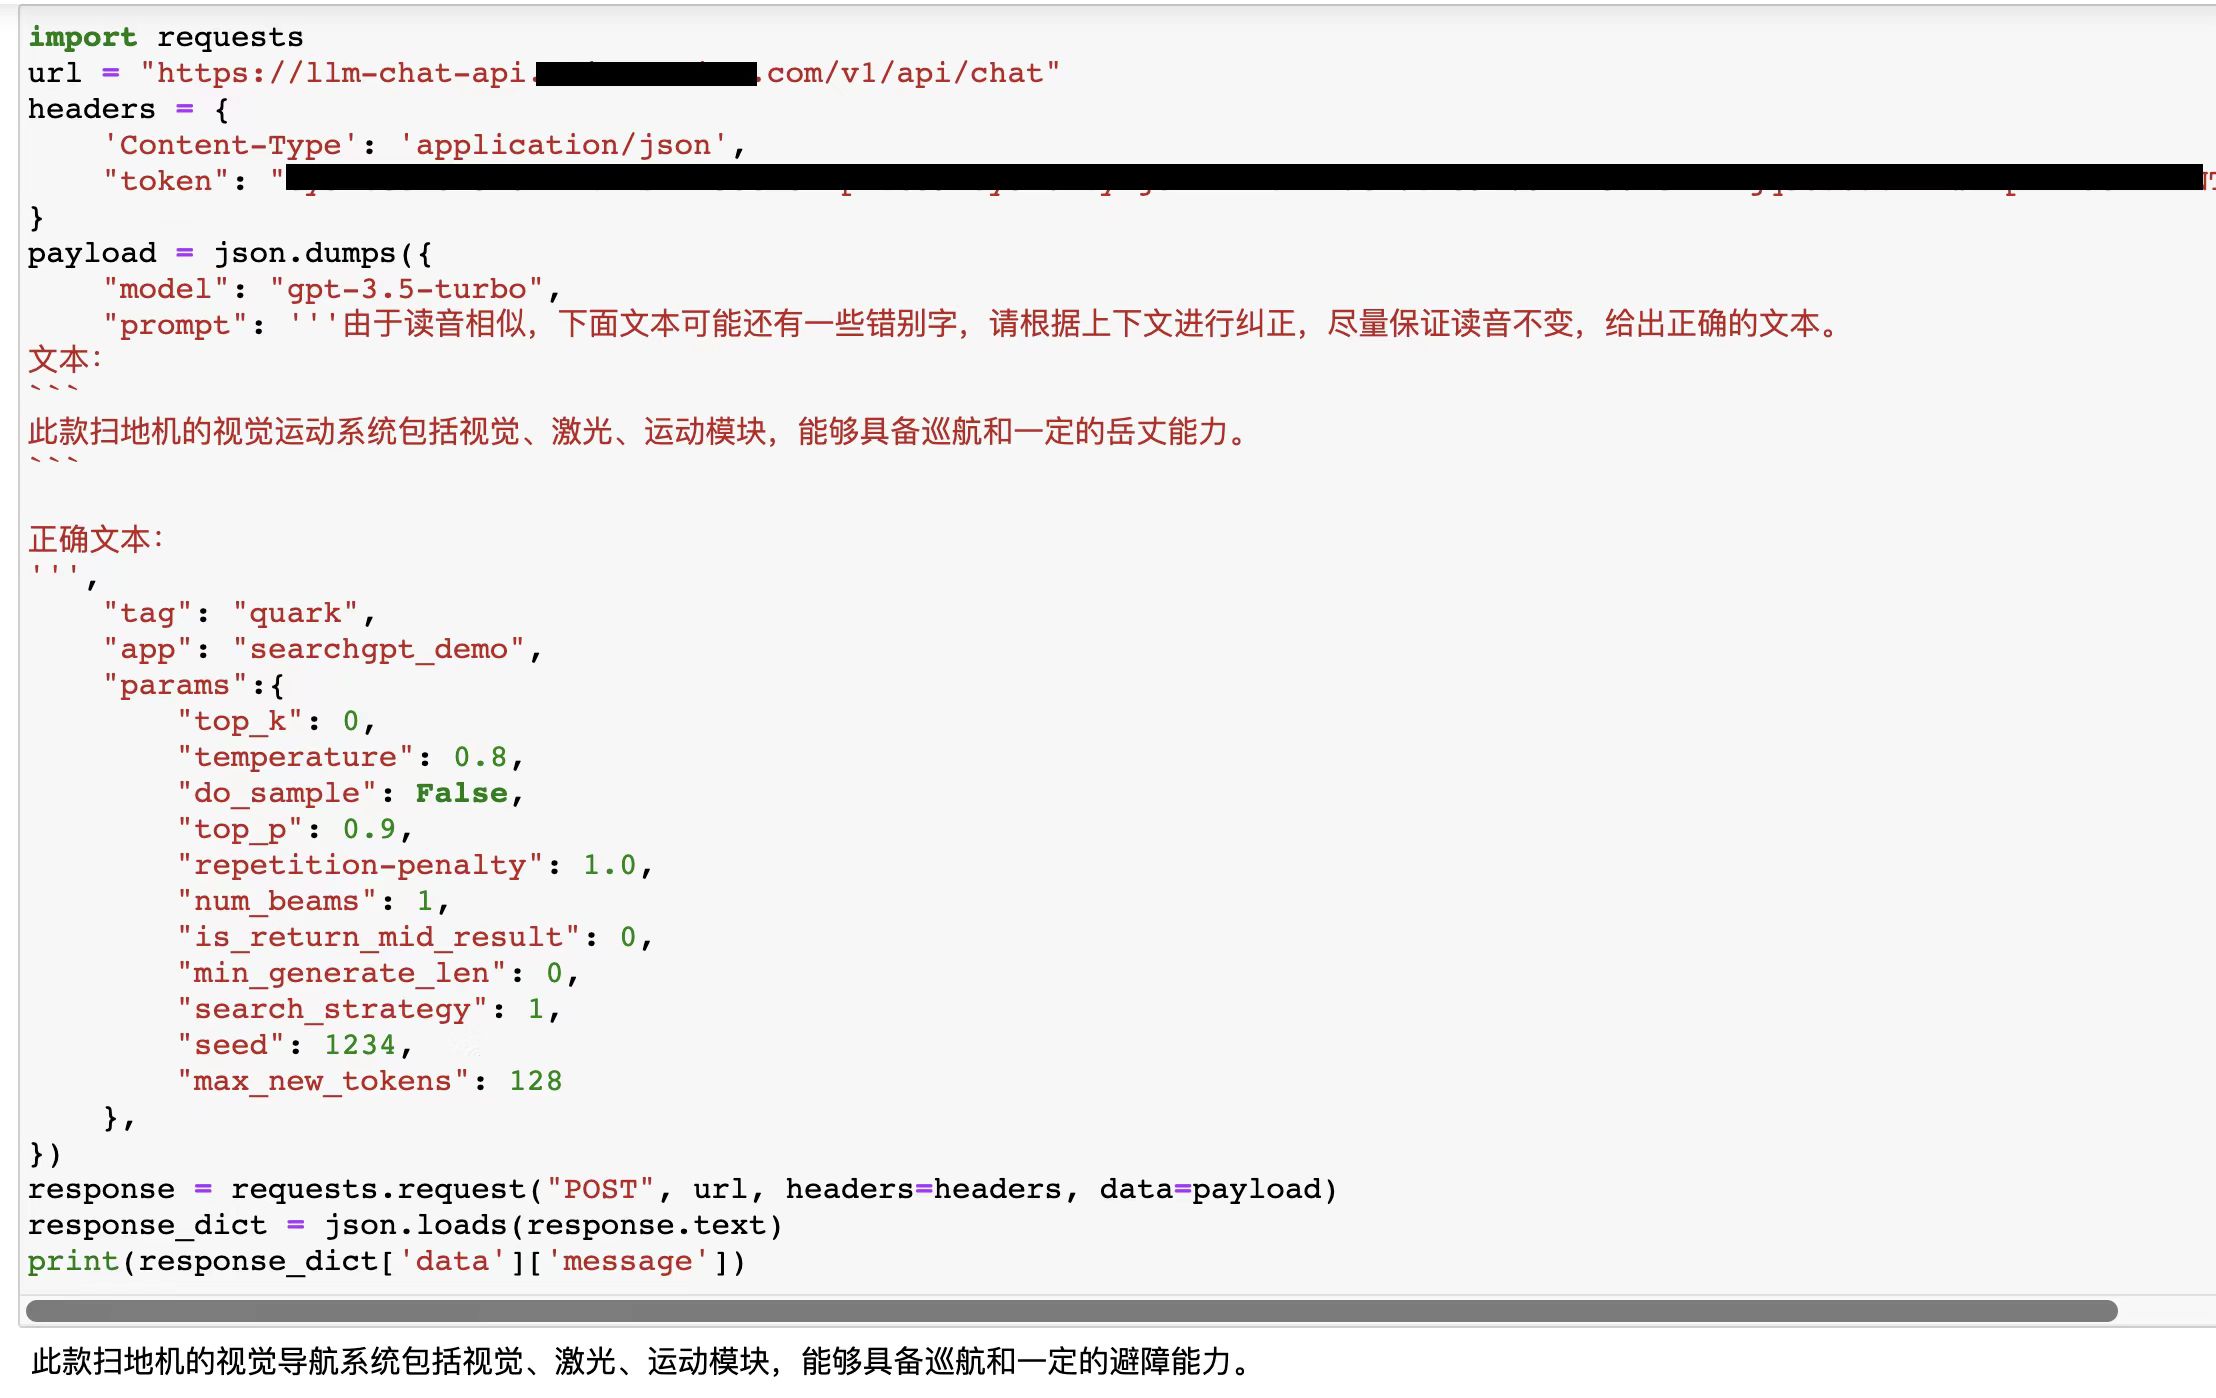 import requests
url = "https://llm-chat-api. .com/v1/api/chat"
headers = {
    'Content-Type': 'application/json',
    "token": "
}
payload = json.dumps({
    "model": "gpt-3.5-turbo",
    "prompt": '''由于读音相似，下面文本可能还有一些错别字，请根据上下文进行纠正，尽量保证读音不变，给出正确的文本。
文本：
```
此款扫地机的视觉运动系统包括视觉、激光、运动模块，能够具备巡航和一定的岳丈能力。
```
正确文本：
''',
    "tag": "quark",
    "app": "searchgpt_demo",
    "params":{
        "top_k": 0,
        "temperature": 0.8,
        "do_sample": False,
        "top_p": 0.9,
        "repetition-penalty": 1.0,
        "num_beams": 1,
        "is_return_mid_result": 0,
        "min_generate_len": 0,
        "search_strategy": 1,
        "seed": 1234,
        "max_new_tokens": 128
    },
})
response = requests.request("POST", url, headers=headers, data=payload)
response_dict = json.loads(response.text)
print(response_dict['data']['message'])
此款扫地机的视觉导航系统包括视觉、激光、运动模块，能够具备巡航和一定的避障能力。